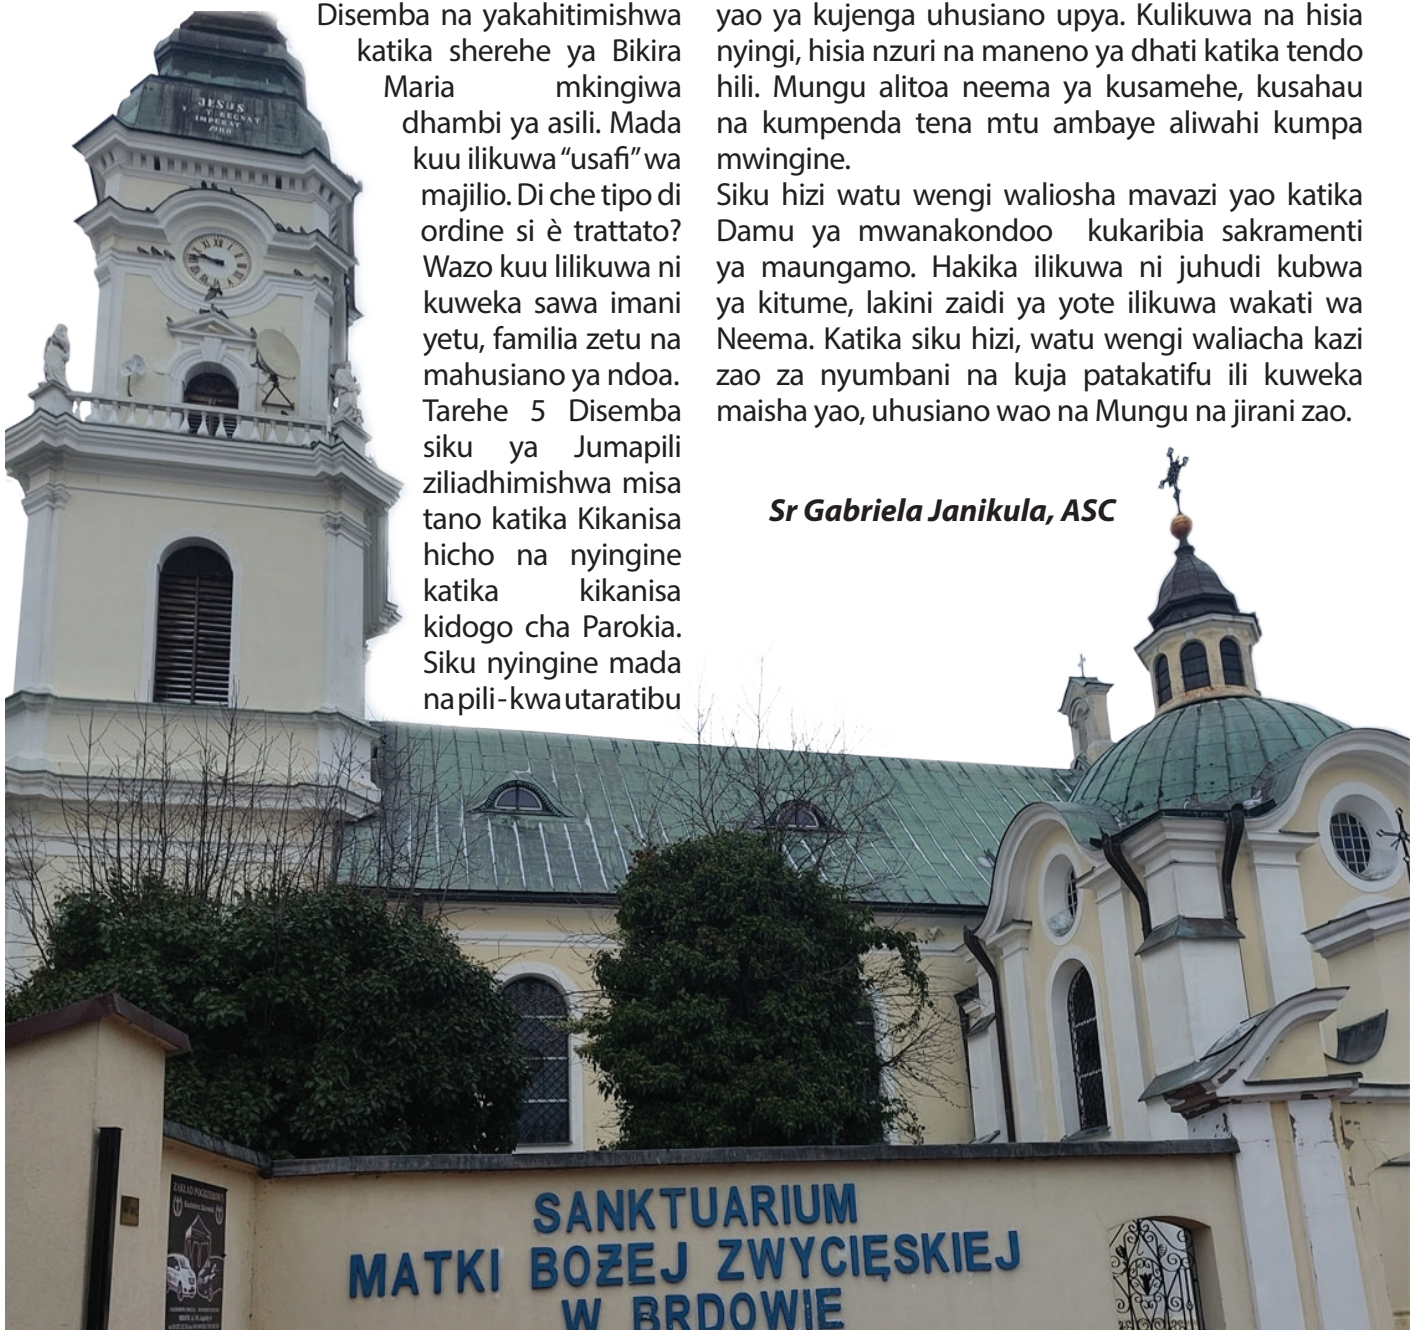 Disemba na yakahitimishwa
katika sherehe ya Bikira
Maria mkingiwa
dhambi ya asili. Mada
kuu ilikuwa “usafi” wa
majilio. Di che tipo di
ordine si è trattato?
Wazo kuu lilikuwa ni
kuweka sawa imani
yetu, familia zetu na
mahusiano ya ndoa.
Tarehe 5 Disemba
siku ya Jumapili
ziliadhimishwa misa
tano katika Kikanisa
hicho na nyingine
katika kikanisa
kidogo cha Parokia.
Siku nyingine mada
na pili - kwa utaratibu
yao ya kujenga uhusiano upya. Kulikuwa na hisia
nyingi, hisia nzuri na maneno ya dhati katika tendo
hili. Mungu alitoa neema ya kusamehe, kusahau
na kumpenda tena mtu ambaye aliwahi kumpa
mwingine.
Siku hizi watu wengi waliosha mavazi yao katika
Damu ya mwanakondoo kukaribia sakramenti
ya maungamo. Hakika ilikuwa ni juhudi kubwa
ya kitume, lakini zaidi ya yote ilikuwa wakati wa
Neema. Katika siku hizi, watu wengi waliacha kazi
zao za nyumbani na kuja patakatifu ili kuweka
maisha yao, uhusiano wao na Mungu na jirani zao.
Sr Gabriela Janikula, ASC
JESUS
REGNAT
IMPERAT
ZAKŁAD POGRZEBOWY
SANKTUARIUM
MATKI BOŻEJ ZWYCIĘSKIEJ
W BRDOWIE